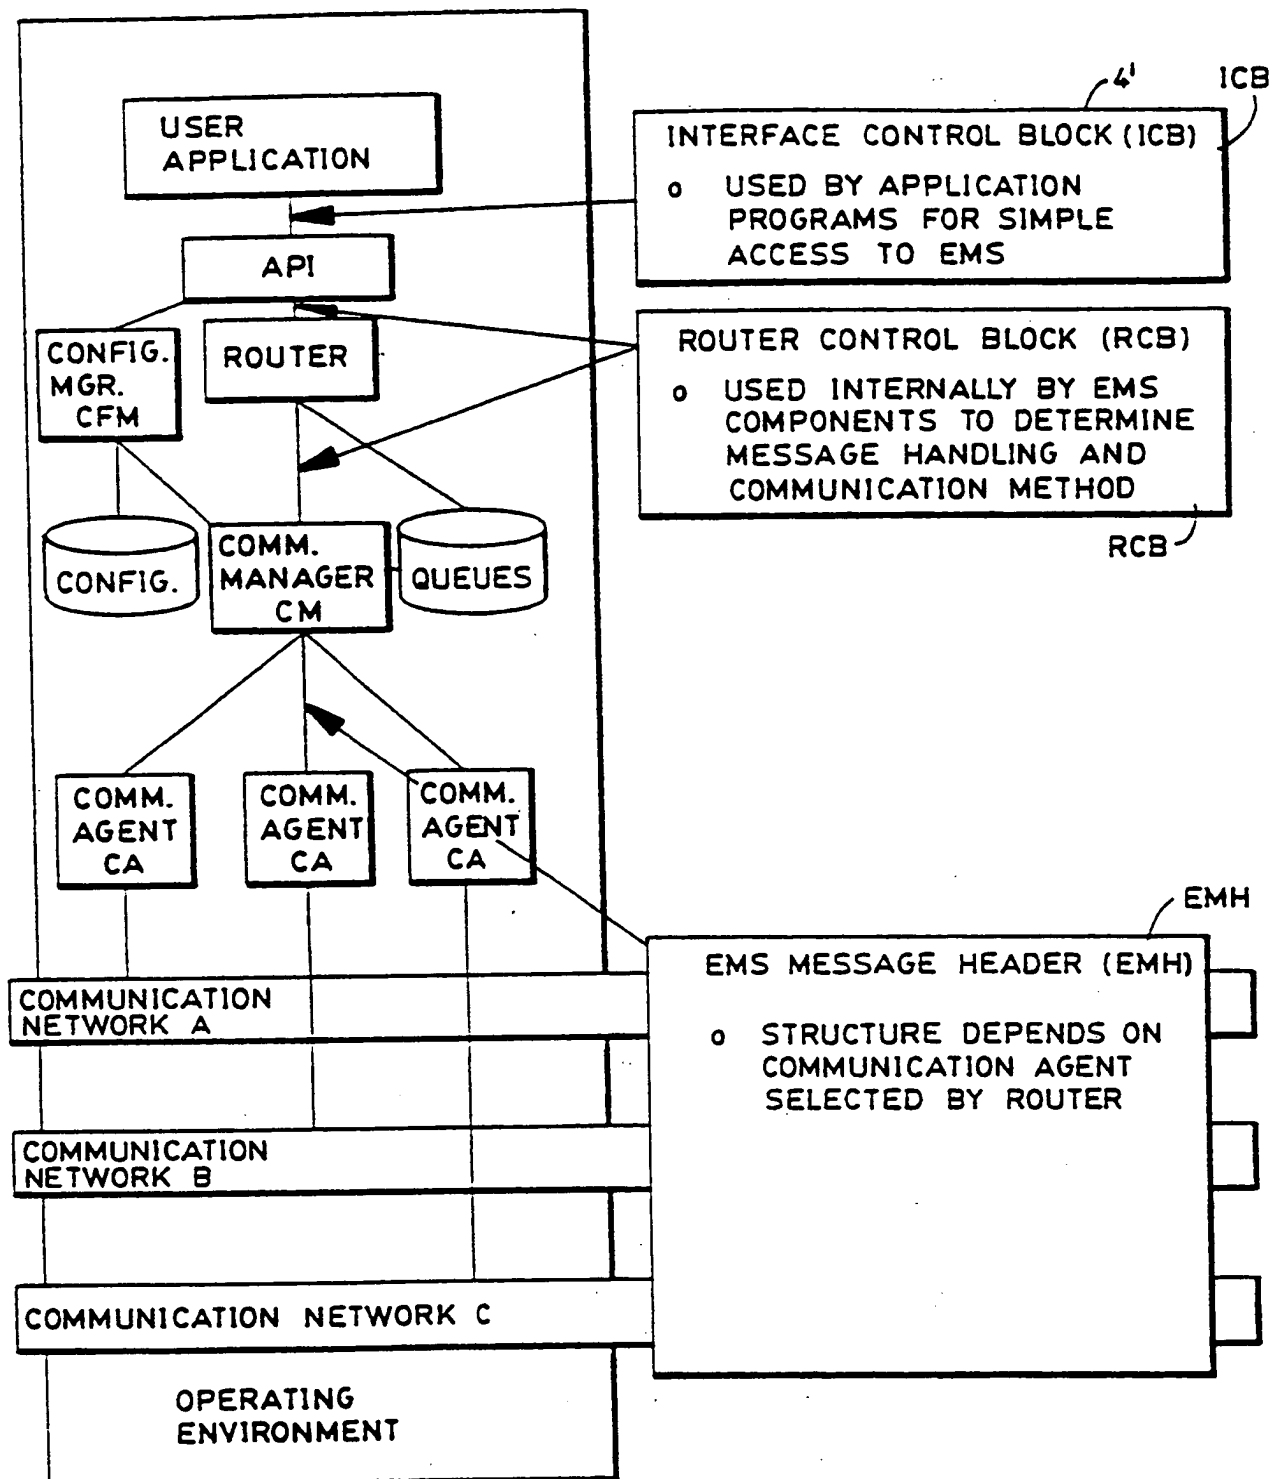 USER
APPLICATION
API
CONFIG.
MGR.
CFM
ROUTER
CONFIG.
COMM.
MANAGER
CM
QUEUES
COMM.
AGENT
CA
COMM.
AGENT
CA
COMM.
AGENT
CA
COMMUNICATION
NETWORK A
COMMUNICATION
NETWORK B
COMMUNICATION NETWORK C
OPERATING
ENVIRONMENT
4'
ICB
INTERFACE CONTROL BLOCK (ICB)
o USED BY APPLICATION
PROGRAMS FOR SIMPLE
ACCESS TO EMS
ROUTER CONTROL BLOCK (RCB)
o USED INTERNALLY BY EMS
COMPONENTS TO DETERMINE
MESSAGE HANDLING AND
COMMUNICATION METHOD
RCB
EMH
EMS MESSAGE HEADER (EMH)
o STRUCTURE DEPENDS ON
COMMUNICATION AGENT
SELECTED BY ROUTER